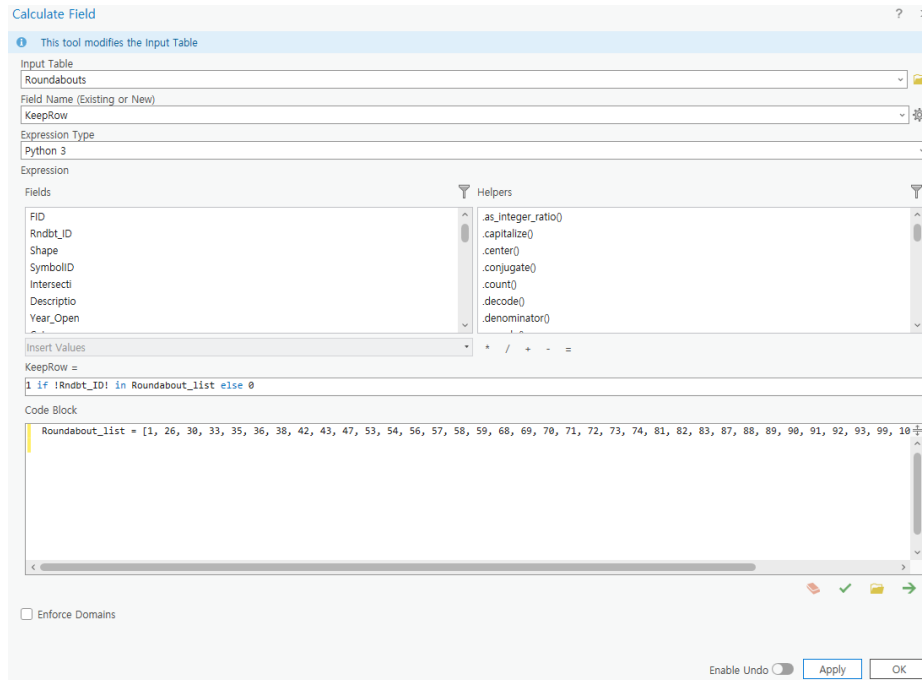 Calculate Field ?
This tool modifies the Input Table
Input Table
Roundabouts
Field Name (Existing or New)
KeepRow
Expression Type
Python 3
Expression
Fields
Helpers
FID
Rndbt_ID
Shape
SymbolID
Intersecti
Descriptio
Year_Open
.as_integer_ratio()
.capitalize()
.center()
.conjugate()
.count()
.decode()
.denominator()
Insert Values
* / + - =
KeepRow =
1 if !Rndbt_ID! in Roundabout_list else 0
Code Block
Roundabout_list = [1, 26, 30, 33, 35, 36, 38, 42, 43, 47, 53, 54, 56, 57, 58, 59, 68, 69, 70, 71, 72, 73, 74, 81, 82, 83, 87, 88, 89, 90, 91, 92, 93, 99, 10
Enforce Domains
Enable Undo
Apply
OK